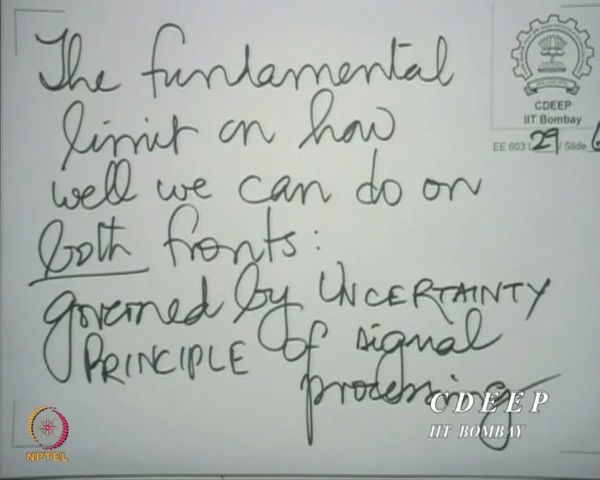 The fundamental
limit on how
well we can do on
both fronts:
governed by UNCERTAINTY
PRINCIPLE of signal
processing
CDEEP
IIT Bombay
EE 603 L 29 / Slide 6
CDEEP
IIT BOMBAY
NPTEL